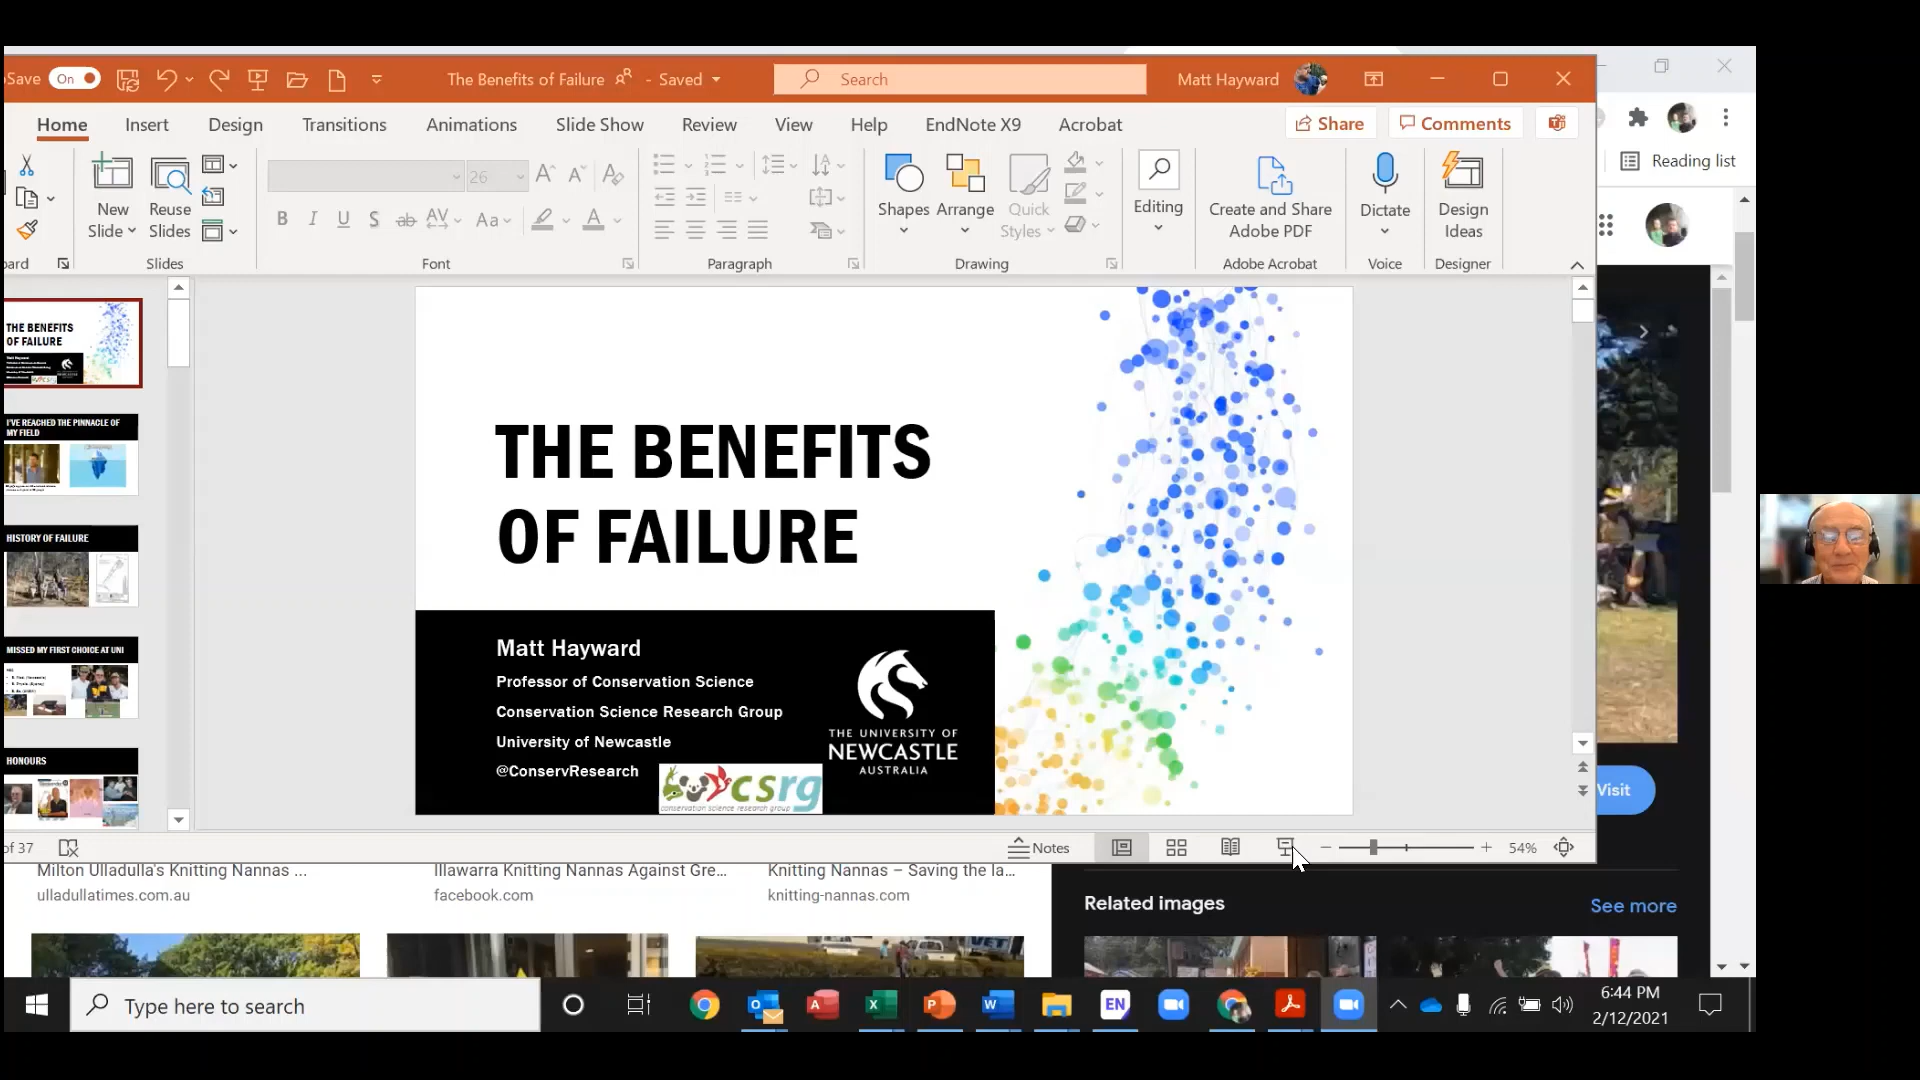 Save On The Benefits of Failure - Saved Search Matt Hayward
Home Insert Design Transitions Animations Slide Show Review View Help EndNote X9 Acrobat Share Comments
Reading list
26
New Slide
Reuse Slides
Shapes
Arrange
Quick Styles
Editing
Create and Share Adobe PDF
Dictate
Design Ideas
Slides Font Paragraph Drawing Adobe Acrobat Voice Designer
THE BENEFITS
OF FAILURE
I'VE REACHED THE PINNACLE OF
MY FIELD
HISTORY OF FAILURE
MISSED MY FIRST CHOICE AT UNI
HONOURS
THE BENEFITS
OF FAILURE
Matt Hayward
Professor of Conservation Science
Conservation Science Research Group
University of Newcastle
@ConservResearch
csrg
conservation science research group
THE UNIVERSITY OF
NEWCASTLE
AUSTRALIA
Visit
of 37 Notes 54%
Milton Ulladulla's Knitting Nannas ...
ulladullatimes.com.au
Illawarra Knitting Nannas Against Gre...
facebook.com
Knitting Nannas – Saving the la...
knitting-nannas.com
Related images See more
Type here to search
EN
6:44 PM
2/12/2021